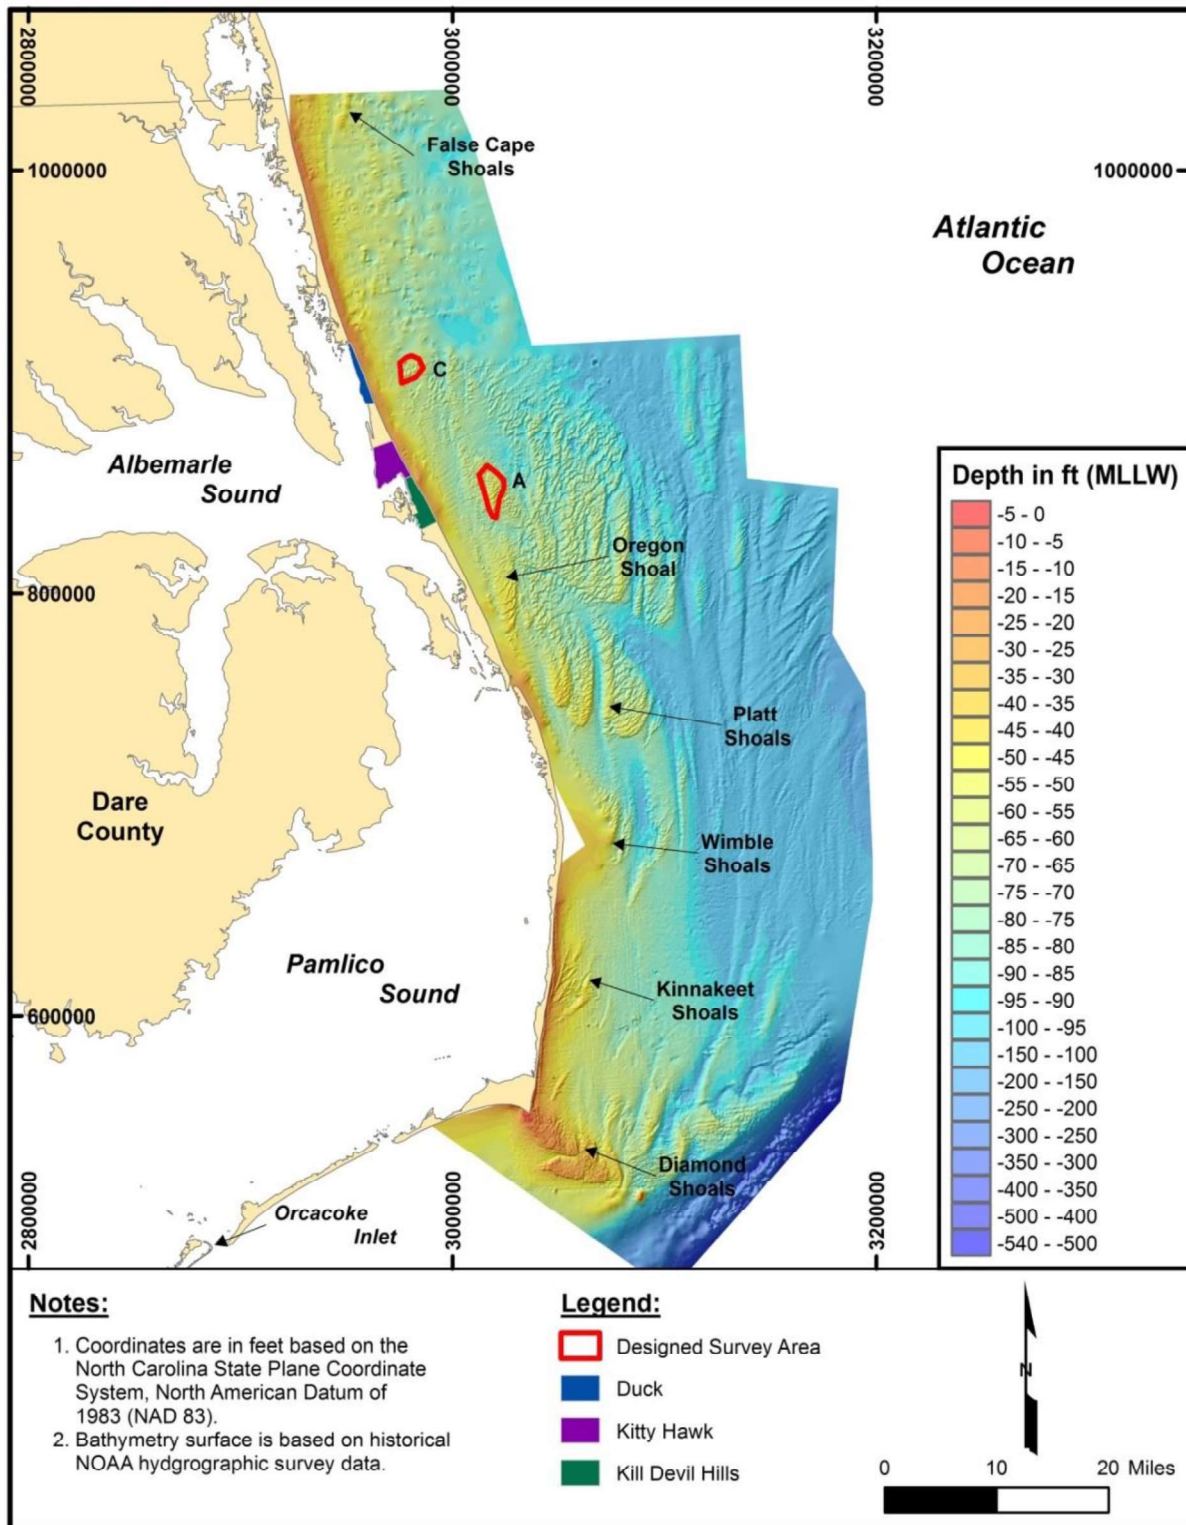 2800000
3000000
3200000
False Cape
Shoals
1000000
1000000
Atlantic
Ocean
C
Albemarle
Sound
A
Depth in ft (MLLW)
-5 - 0
-10 - -5
-15 - -10
-20 - -15
-25 - -20
-30 - -25
-35 - -30
-40 - -35
-45 - -40
-50 - -45
-55 - -50
-60 - -55
-65 - -60
-70 - -65
-75 - -70
-80 - -75
-85 - -80
-90 - -85
-95 - -90
-100 - -95
-150 - -100
-200 - -150
-250 - -200
-300 - -250
-350 - -300
-400 - -350
-500 - -400
-540 - -500
Oregon
Shoal
800000
Platt
Shoals
Dare
County
Wimble
Shoals
Pamlico
Sound
Kinnakeet
Shoals
600000
Diamond
Shoals
Orcacoke
Inlet
2800000
3000000
3200000
Notes:
1. Coordinates are in feet based on the
North Carolina State Plane Coordinate
System, North American Datum of
1983 (NAD 83).
2. Bathymetry surface is based on historical
NOAA hydgrographic survey data.
Legend:
Designed Survey Area
Duck
Kitty Hawk
Kill Devil Hills
N
0 10 20 Miles